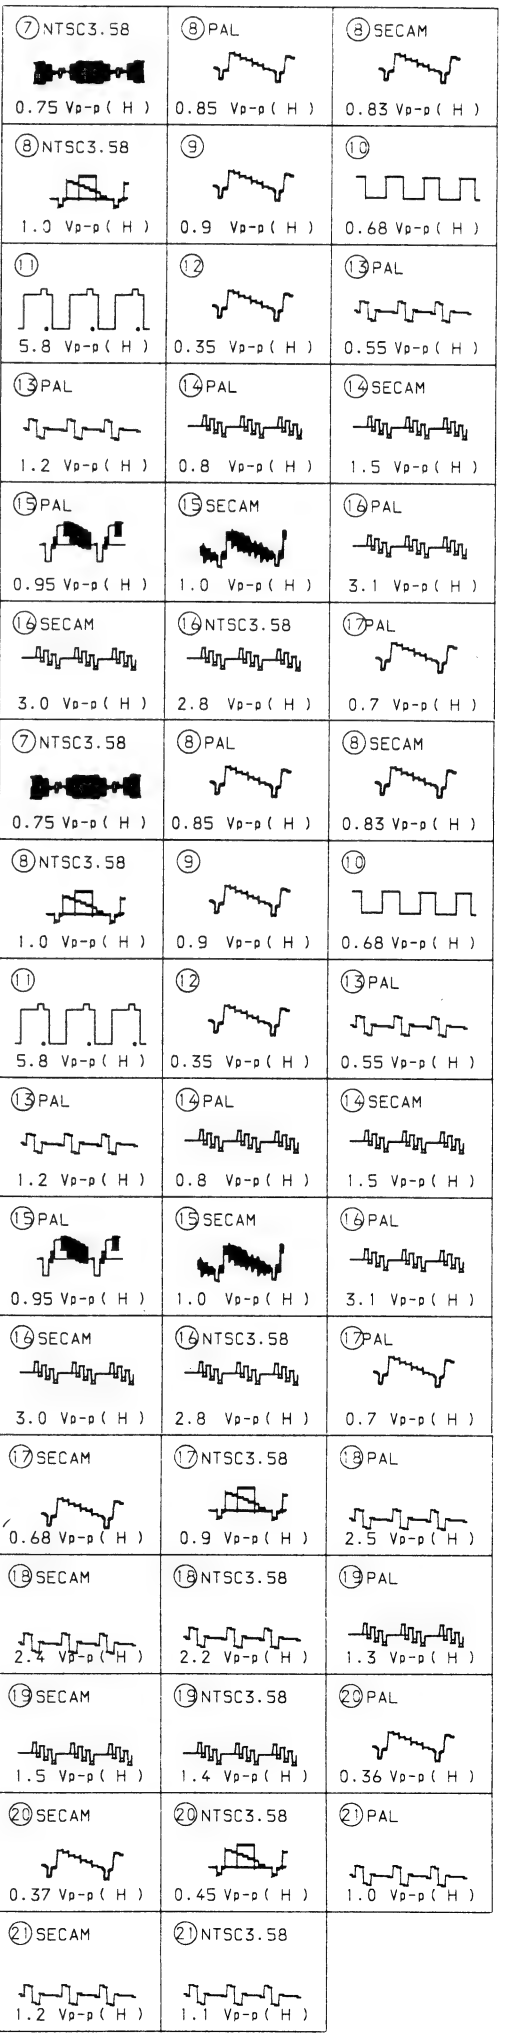 ⑦NTSC3.58
0.75 Vp-p ( H )
⑧PAL
0.85 Vp-p ( H )
⑧SECAM
0.83 Vp-p ( H )
⑧NTSC3.58
1.0 Vp-p ( H )
⑨
0.9 Vp-p ( H )
⑩
0.68 Vp-p ( H )
⑪
5.8 Vp-p ( H )
⑫
0.35 Vp-p ( H )
⑬PAL
0.55 Vp-p ( H )
⑬PAL
1.2 Vp-p ( H )
⑭PAL
0.8 Vp-p ( H )
⑭SECAM
1.5 Vp-p ( H )
⑮PAL
0.95 Vp-p ( H )
⑮SECAM
1.0 Vp-p ( H )
⑯PAL
3.1 Vp-p ( H )
⑯SECAM
3.0 Vp-p ( H )
⑯NTSC3.58
2.8 Vp-p ( H )
⑰PAL
0.7 Vp-p ( H )
⑦NTSC3.58
0.75 Vp-p ( H )
⑧PAL
0.85 Vp-p ( H )
⑧SECAM
0.83 Vp-p ( H )
⑧NTSC3.58
1.0 Vp-p ( H )
⑨
0.9 Vp-p ( H )
⑩
0.68 Vp-p ( H )
⑪
5.8 Vp-p ( H )
⑫
0.35 Vp-p ( H )
⑬PAL
0.55 Vp-p ( H )
⑬PAL
1.2 Vp-p ( H )
⑭PAL
0.8 Vp-p ( H )
⑭SECAM
1.5 Vp-p ( H )
⑮PAL
0.95 Vp-p ( H )
⑮SECAM
1.0 Vp-p ( H )
⑯PAL
3.1 Vp-p ( H )
⑯SECAM
3.0 Vp-p ( H )
⑯NTSC3.58
2.8 Vp-p ( H )
⑰PAL
0.7 Vp-p ( H )
⑰SECAM
0.68 Vp-p ( H )
⑰NTSC3.58
0.9 Vp-p ( H )
⑱PAL
2.5 Vp-p ( H )
⑱SECAM
2.4 Vp-p ( H )
⑱NTSC3.58
2.2 Vp-p ( H )
⑲PAL
1.3 Vp-p ( H )
⑲SECAM
1.5 Vp-p ( H )
⑲NTSC3.58
1.4 Vp-p ( H )
⑳PAL
0.36 Vp-p ( H )
⑳SECAM
0.37 Vp-p ( H )
⑳NTSC3.58
0.45 Vp-p ( H )
㉑PAL
1.0 Vp-p ( H )
㉑SECAM
1.2 Vp-p ( H )
㉑NTSC3.58
1.1 Vp-p ( H )